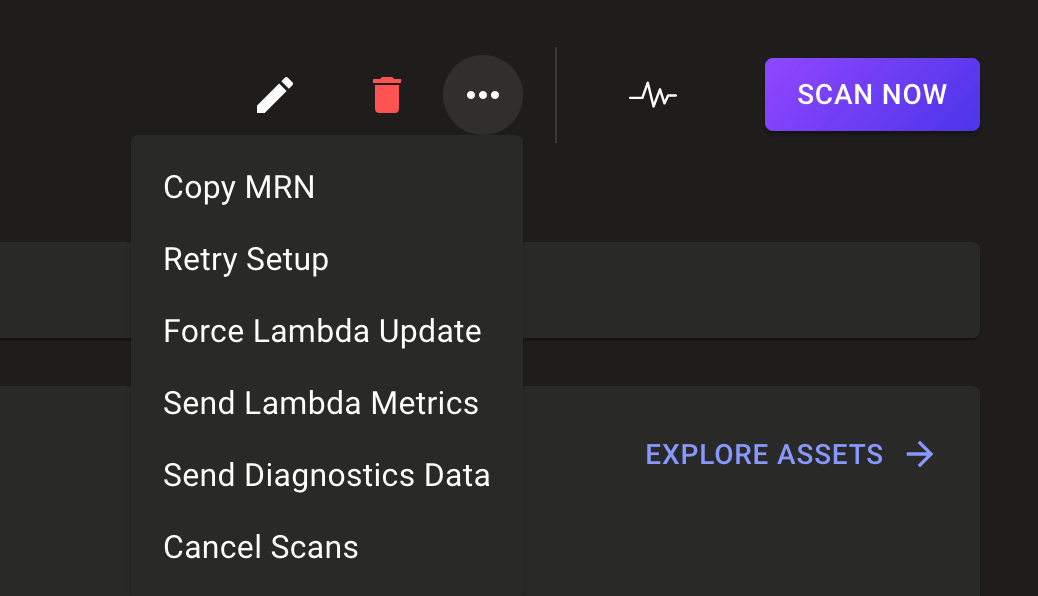 SCAN NOW
Copy MRN
Retry Setup
Force Lambda Update
Send Lambda Metrics
EXPLORE ASSETS
Send Diagnostics Data
Cancel Scans